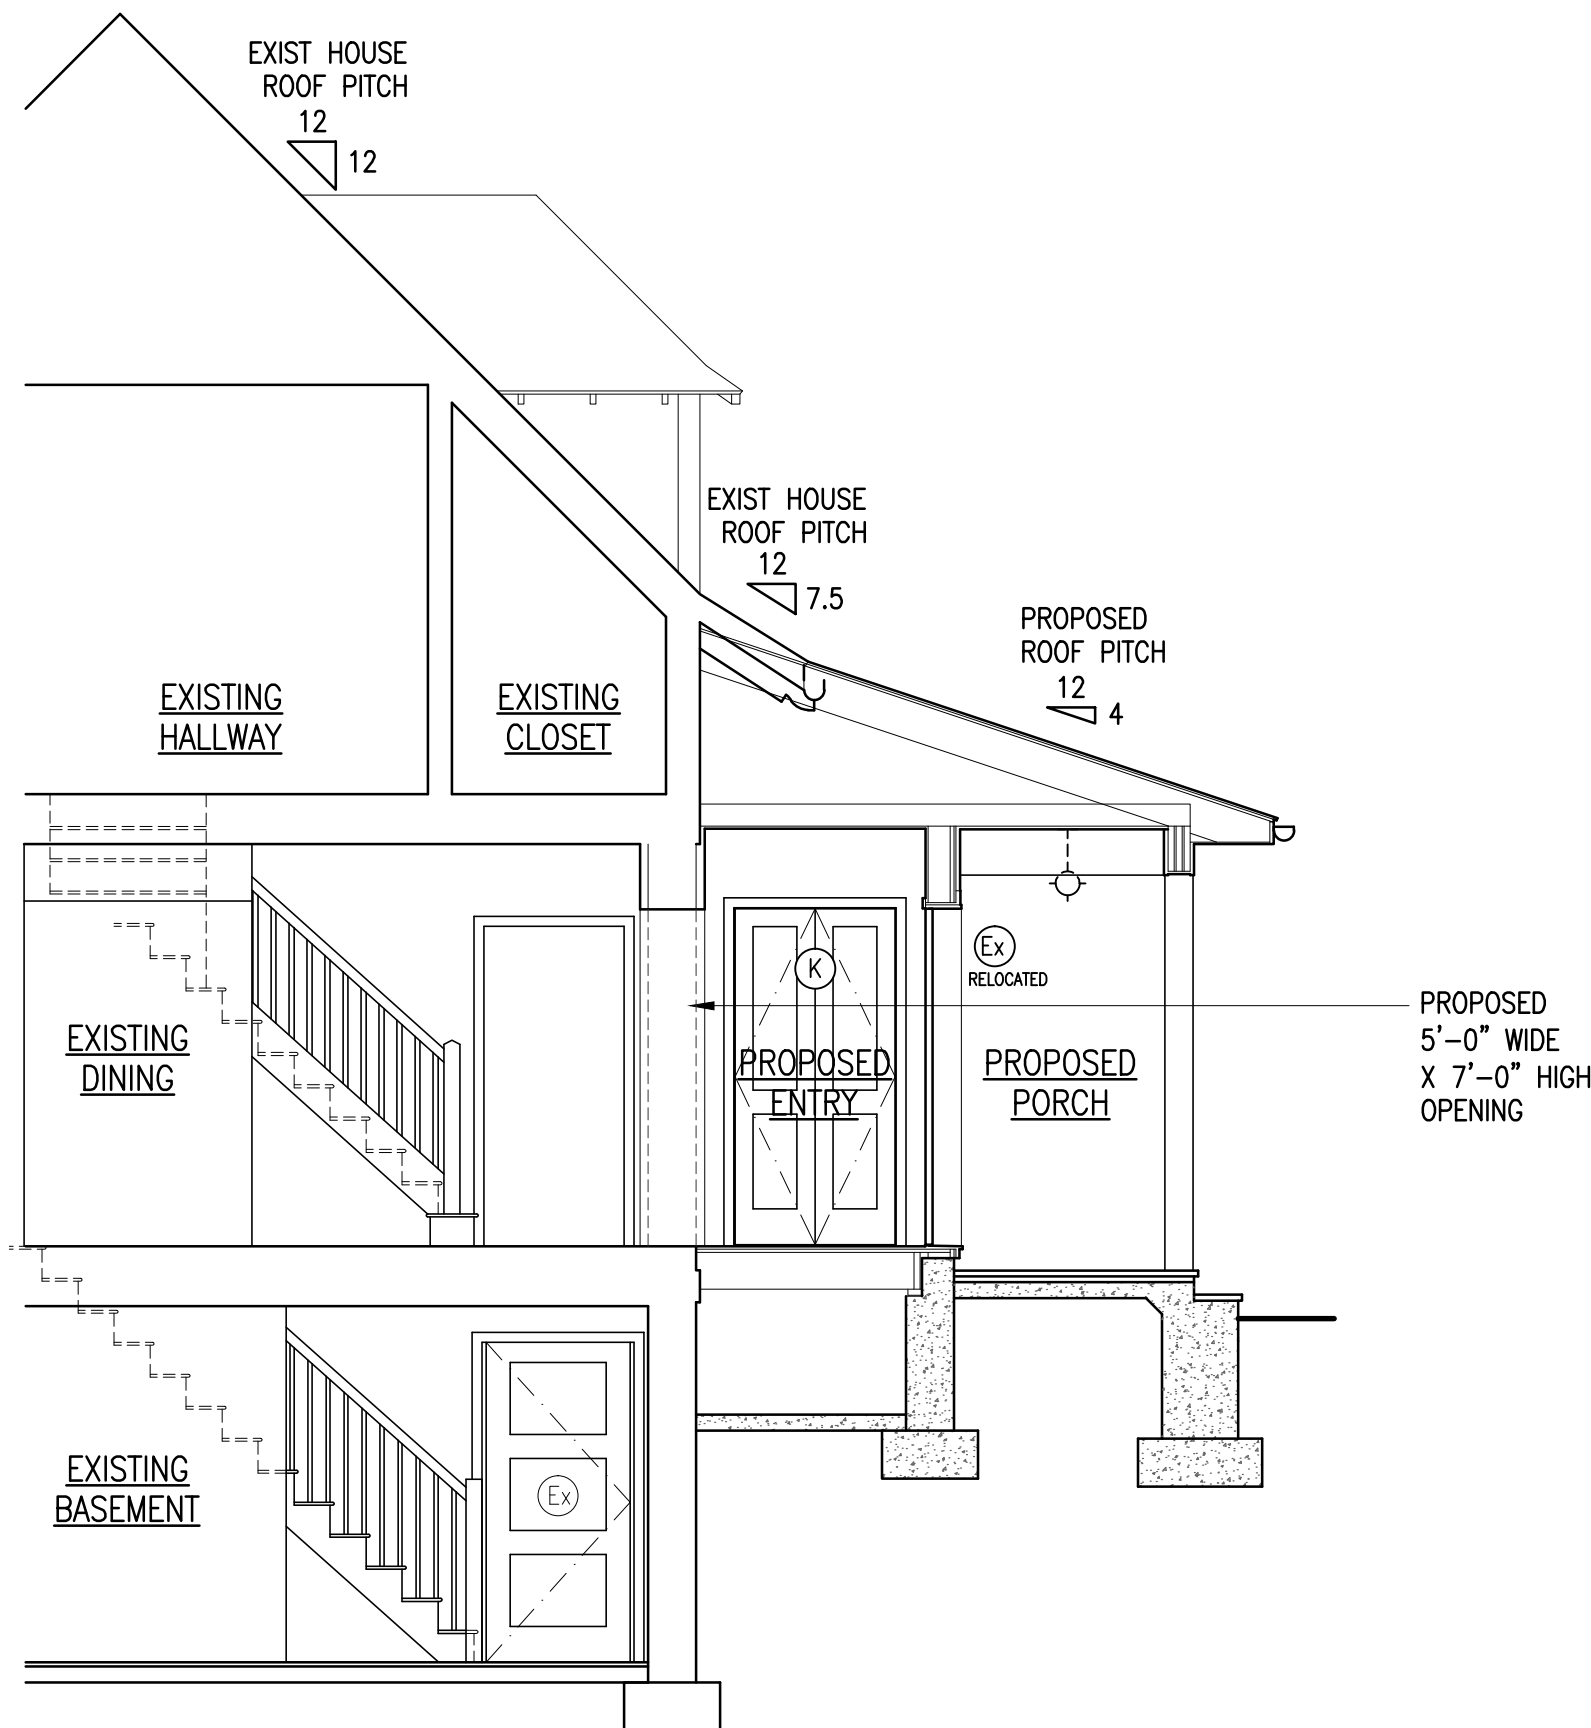 EXIST HOUSE
ROOF PITCH
12
12
EXIST HOUSE
ROOF PITCH
12
7.5
PROPOSED
ROOF PITCH
12
4
EXISTING
HALLWAY
EXISTING
CLOSET
Ex
RELOCATED
K
PROPOSED
5'-0" WIDE
X 7'-0" HIGH
OPENING
EXISTING
DINING
PROPOSED
ENTRY
PROPOSED
PORCH
EXISTING
BASEMENT
Ex